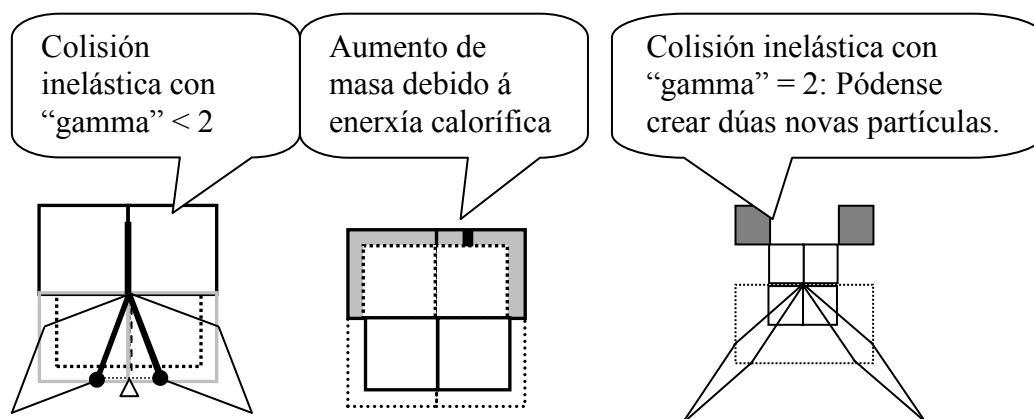 Colisión
inelástica con
“gamma” < 2
Aumento de
masa debido á
enerxía calorífica
Colisión inelástica con
“gamma” = 2: Pódense
crear dúas novas partículas.